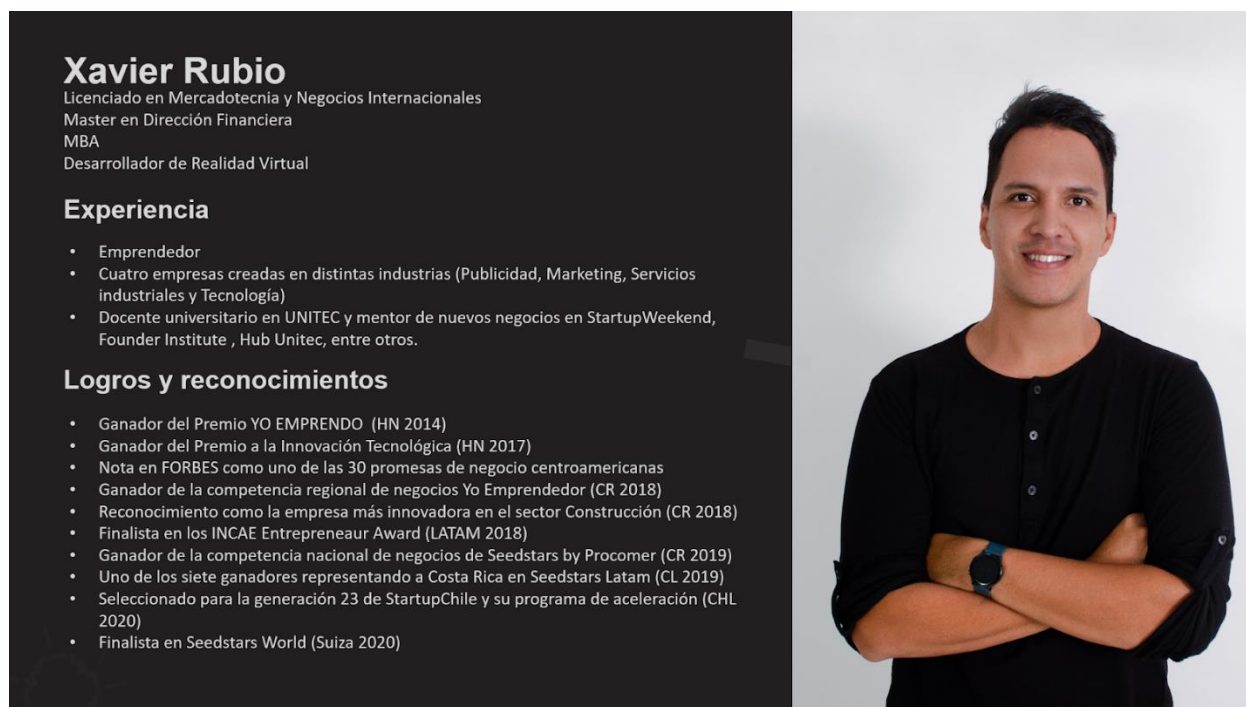 Xavier Rubio
Licenciado en Mercadotecnia y Negocios Internacionales
Master en Dirección Financiera
MBA
Desarrollador de Realidad Virtual
Experiencia
• Emprendedor
• Cuatro empresas creadas en distintas industrias (Publicidad, Marketing, Servicios
industriales y Tecnología)
• Docente universitario en UNITEC y mentor de nuevos negocios en StartupWeekend,
Founder Institute , Hub Unitec, entre otros.
Logros y reconocimientos
• Ganador del Premio YO EMPRENDO (HN 2014)
• Ganador del Premio a la Innovación Tecnológica (HN 2017)
• Nota en FORBES como uno de las 30 promesas de negocio centroamericanas
• Ganador de la competencia regional de negocios Yo Emprendedor (CR 2018)
• Reconocimiento como la empresa más innovadora en el sector Construcción (CR 2018)
• Finalista en los INCAE Entrepreneaur Award (LATAM 2018)
• Ganador de la competencia nacional de negocios de Seedstars by Procomer (CR 2019)
• Uno de los siete ganadores representando a Costa Rica en Seedstars Latam (CL 2019)
• Seleccionado para la generación 23 de StartupChile y su programa de aceleración (CHL
2020)
• Finalista en Seedstars World (Suiza 2020)